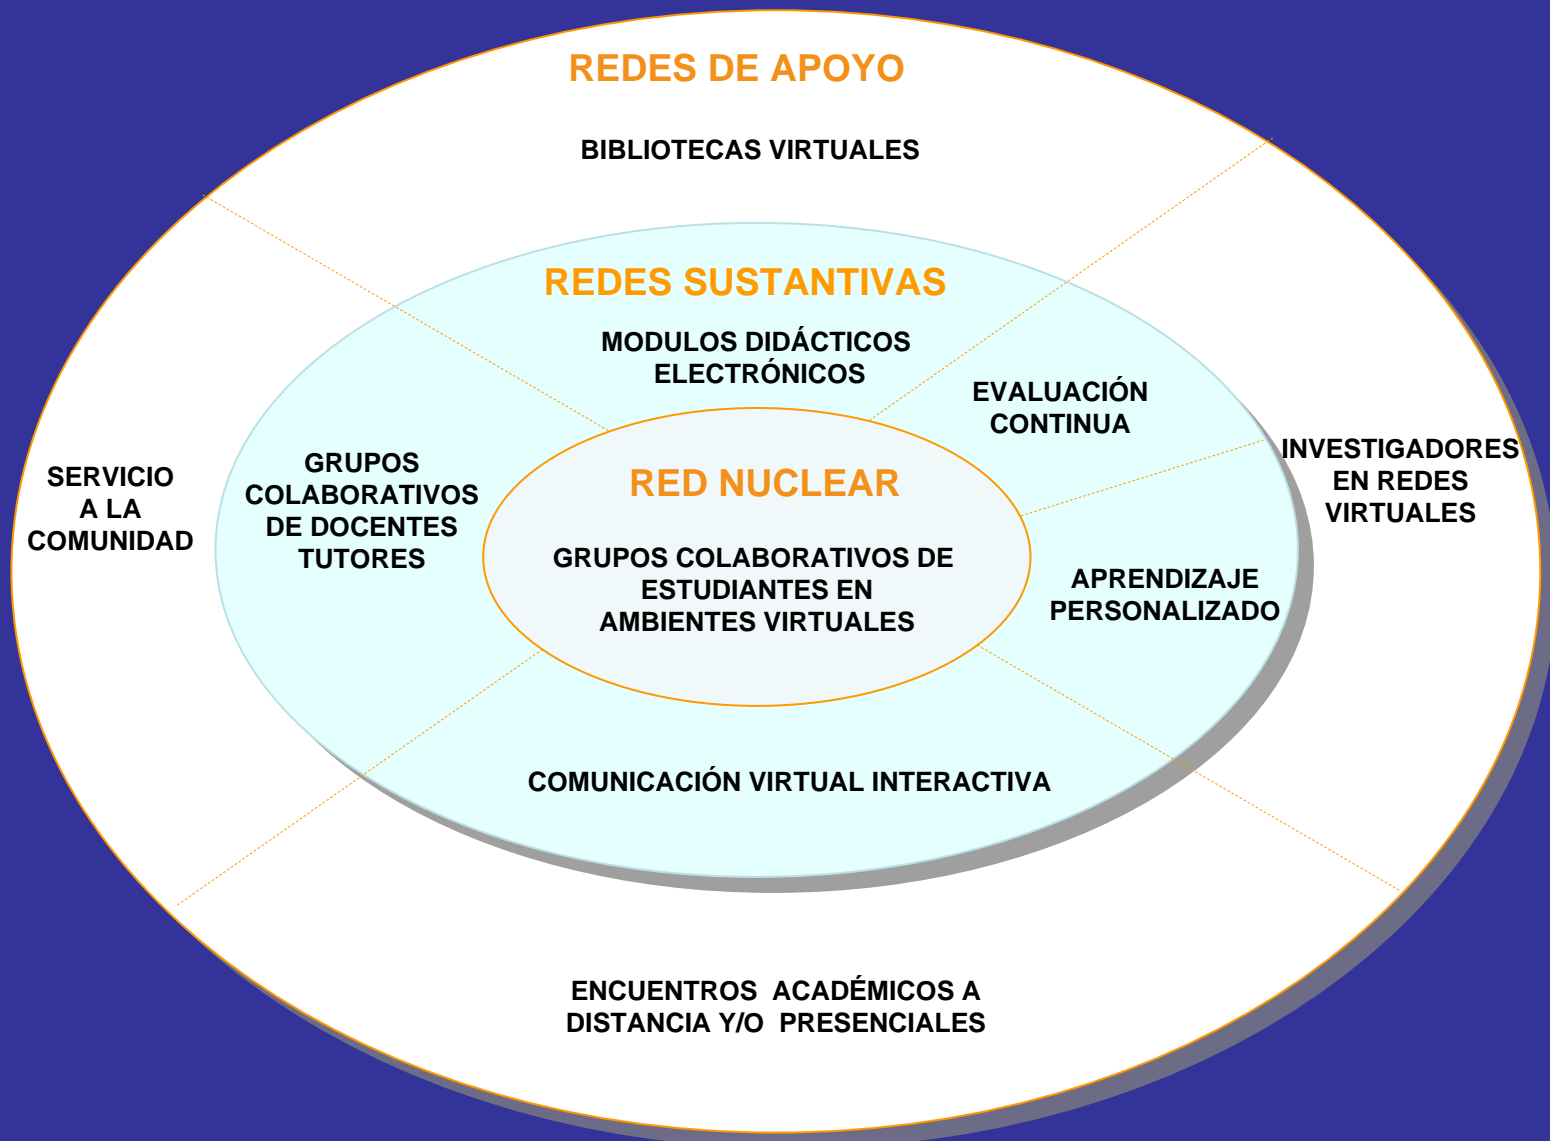 REDES DE APOYO
BIBLIOTECAS VIRTUALES
REDES SUSTANTIVAS
MODULOS DIDÁCTICOS
ELECTRÓNICOS
EVALUACIÓN
CONTINUA
INVESTIGADORES
EN REDES
VIRTUALES
SERVICIO
A LA
COMUNIDAD
GRUPOS
COLABORATIVOS
DE DOCENTES
TUTORES
RED NUCLEAR
GRUPOS COLABORATIVOS DE
ESTUDIANTES EN
AMBIENTES VIRTUALES
APRENDIZAJE
PERSONALIZADO
COMUNICACIÓN VIRTUAL INTERACTIVA
ENCUENTROS ACADÉMICOS A
DISTANCIA Y/O PRESENCIALES